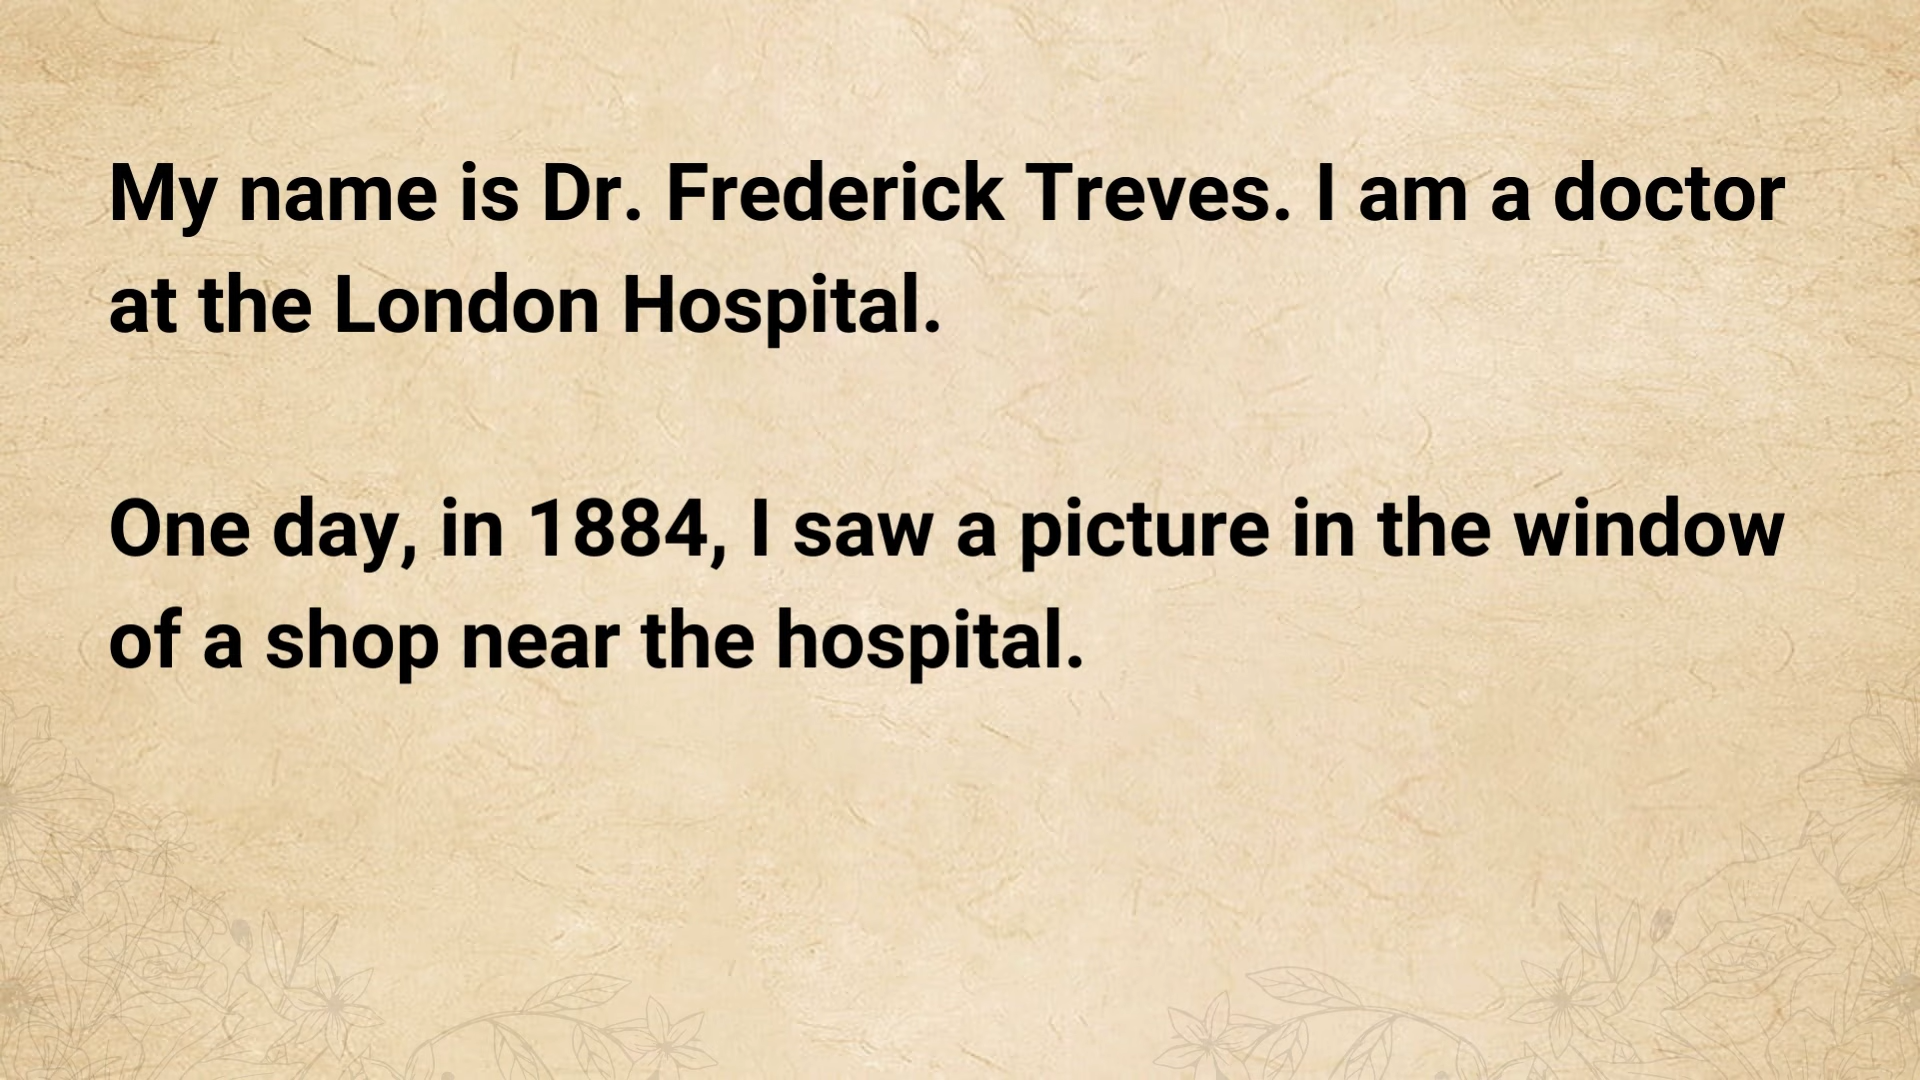 My name is Dr. Frederick Treves. I am a doctor
at the London Hospital.
One day, in 1884, I saw a picture in the window
of a shop near the hospital.